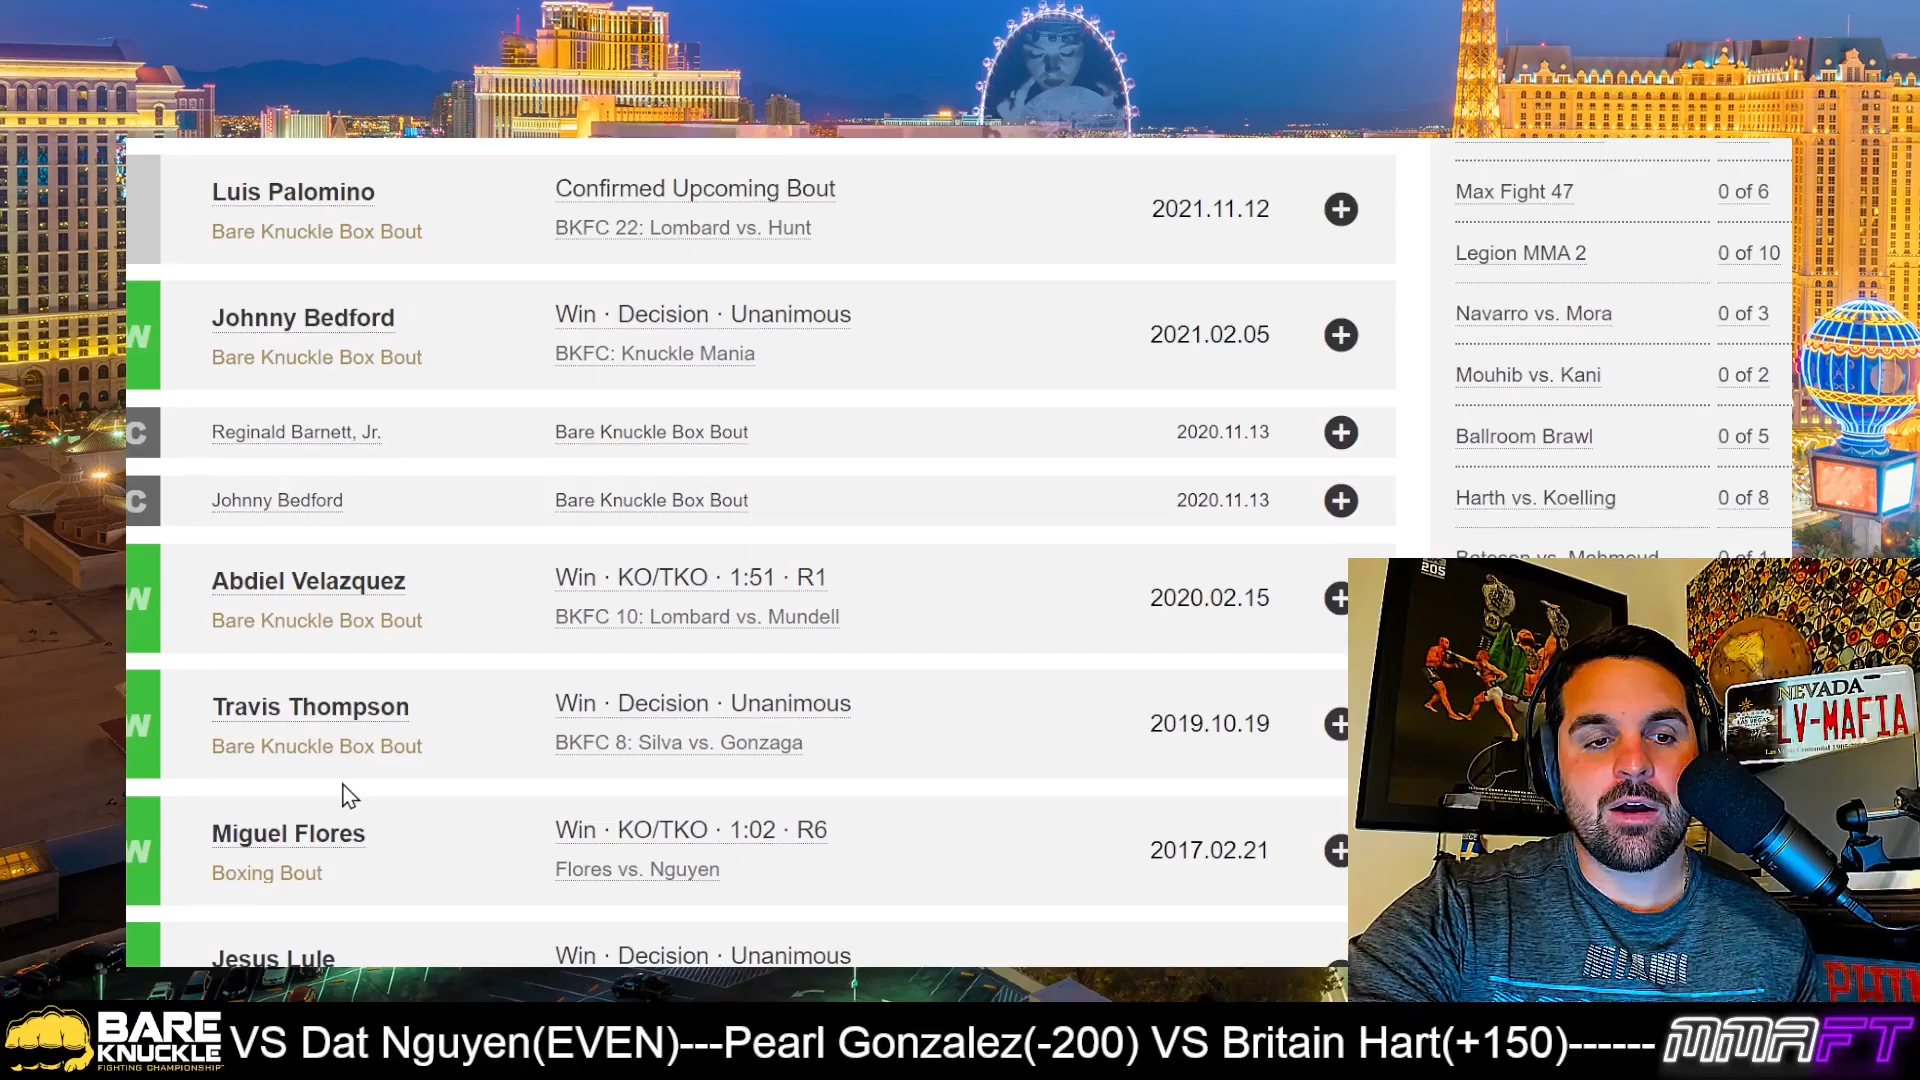 Luis Palomino
Bare Knuckle Box Bout
Confirmed Upcoming Bout
BKFC 22: Lombard vs. Hunt
2021.11.12
W
Johnny Bedford
Bare Knuckle Box Bout
Win · Decision · Unanimous
BKFC: Knuckle Mania
2021.02.05
C
Reginald Barnett, Jr.
Bare Knuckle Box Bout
2020.11.13
C
Johnny Bedford
Bare Knuckle Box Bout
2020.11.13
W
Abdiel Velazquez
Bare Knuckle Box Bout
Win · KO/TKO · 1:51 · R1
BKFC 10: Lombard vs. Mundell
2020.02.15
W
Travis Thompson
Bare Knuckle Box Bout
Win · Decision · Unanimous
BKFC 8: Silva vs. Gonzaga
2019.10.19
W
Miguel Flores
Boxing Bout
Win · KO/TKO · 1:02 · R6
Flores vs. Nguyen
2017.02.21
Jesus Lule
Win · Decision · Unanimous
Max Fight 47 0 of 6
Legion MMA 2 0 of 10
Navarro vs. Mora 0 of 3
Mouhib vs. Kani 0 of 2
Ballroom Brawl 0 of 5
Harth vs. Koelling 0 of 8
205
NEVADA
LV-MAFIA
MIAMI
BARE
KNUCKLE
FIGHTING CHAMPIONSHIP
VS Dat Nguyen(EVEN)---Pearl Gonzalez(-200) VS Britain Hart(+150)------
MMAFT